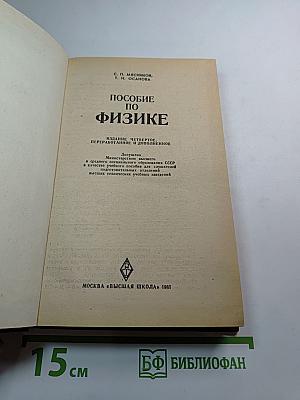 С. П. МЯСНИКОВ,
Т. Н. ОСАНОВА
ПОСОБИЕ
ПО
ФИЗИКЕ
ИЗДАНИЕ ЧЕТВЕРТОЕ,
ПЕРЕРАБОТАННОЕ И ДОПОЛНЕННОЕ
Допущено
Министерством высшего
и среднего специального образования СССР
в качестве учебного пособия для слушателей
подготовительных отделений
высших технических учебных заведений
МОСКВА «ВЫСШАЯ ШКОЛА» 1981
15 см
БФ БИБЛИОФАН